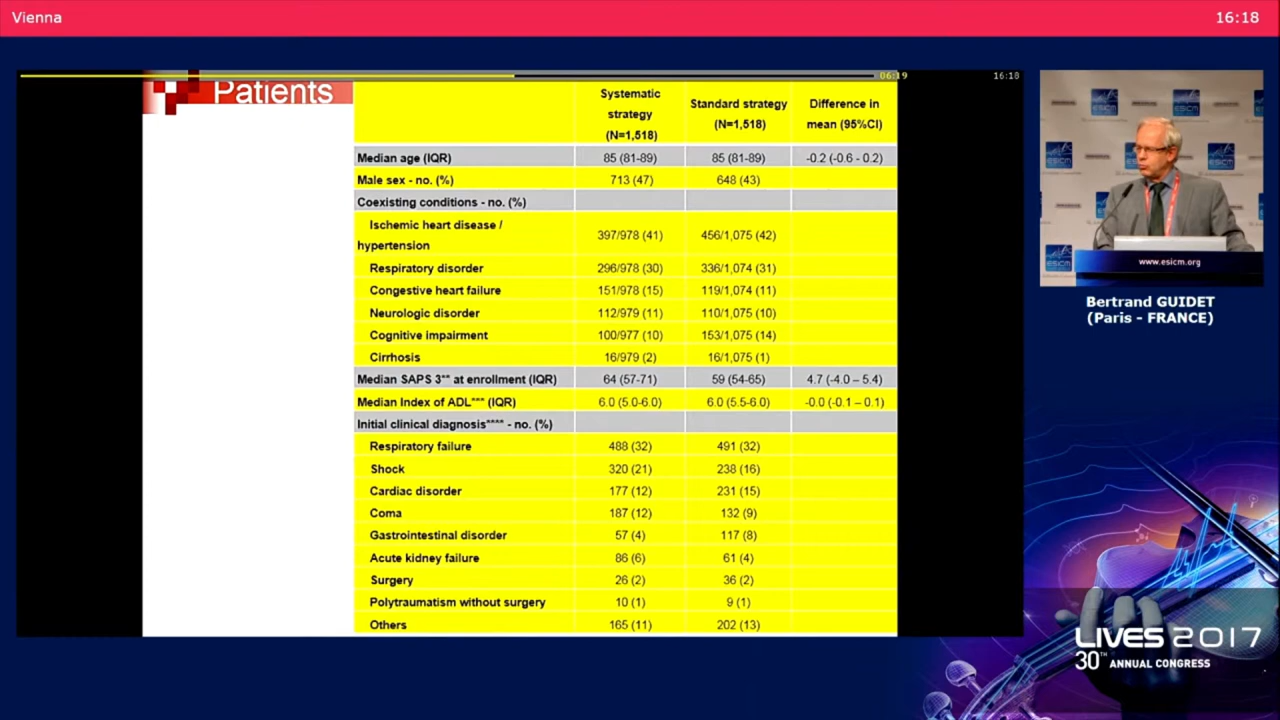 Vienna
16:18
06:19
16:18
Patients
Systematic strategy (N=1,518) Standard strategy (N=1,518) Difference in mean (95%CI)
Median age (IQR) 85 (81-89) 85 (81-89) -0.2 (-0.6 - 0.2)
Male sex - no. (%) 713 (47) 648 (43)
Coexisting conditions - no. (%)
Ischemic heart disease / hypertension 397/978 (41) 456/1,075 (42)
Respiratory disorder 296/978 (30) 336/1,074 (31)
Congestive heart failure 151/978 (15) 119/1,074 (11)
Neurologic disorder 112/979 (11) 110/1,075 (10)
Cognitive impairment 100/977 (10) 153/1,075 (14)
Cirrhosis 16/979 (2) 16/1,075 (1)
Median SAPS 3** at enrollment (IQR) 64 (57-71) 59 (54-65) 4.7 (-4.0 – 5.4)
Median Index of ADL*** (IQR) 6.0 (5.0-6.0) 6.0 (5.5-6.0) -0.0 (-0.1 – 0.1)
Initial clinical diagnosis**** - no. (%)
Respiratory failure 488 (32) 491 (32)
Shock 320 (21) 238 (16)
Cardiac disorder 177 (12) 231 (15)
Coma 187 (12) 132 (9)
Gastrointestinal disorder 57 (4) 117 (8)
Acute kidney failure 86 (6) 61 (4)
Surgery 26 (2) 36 (2)
Polytraumatism without surgery 10 (1) 9 (1)
Others 165 (11) 202 (13)
www.esicm.org
Bertrand GUIDET
(Paris - FRANCE)
LIVES 2017
30TH ANNUAL CONGRESS